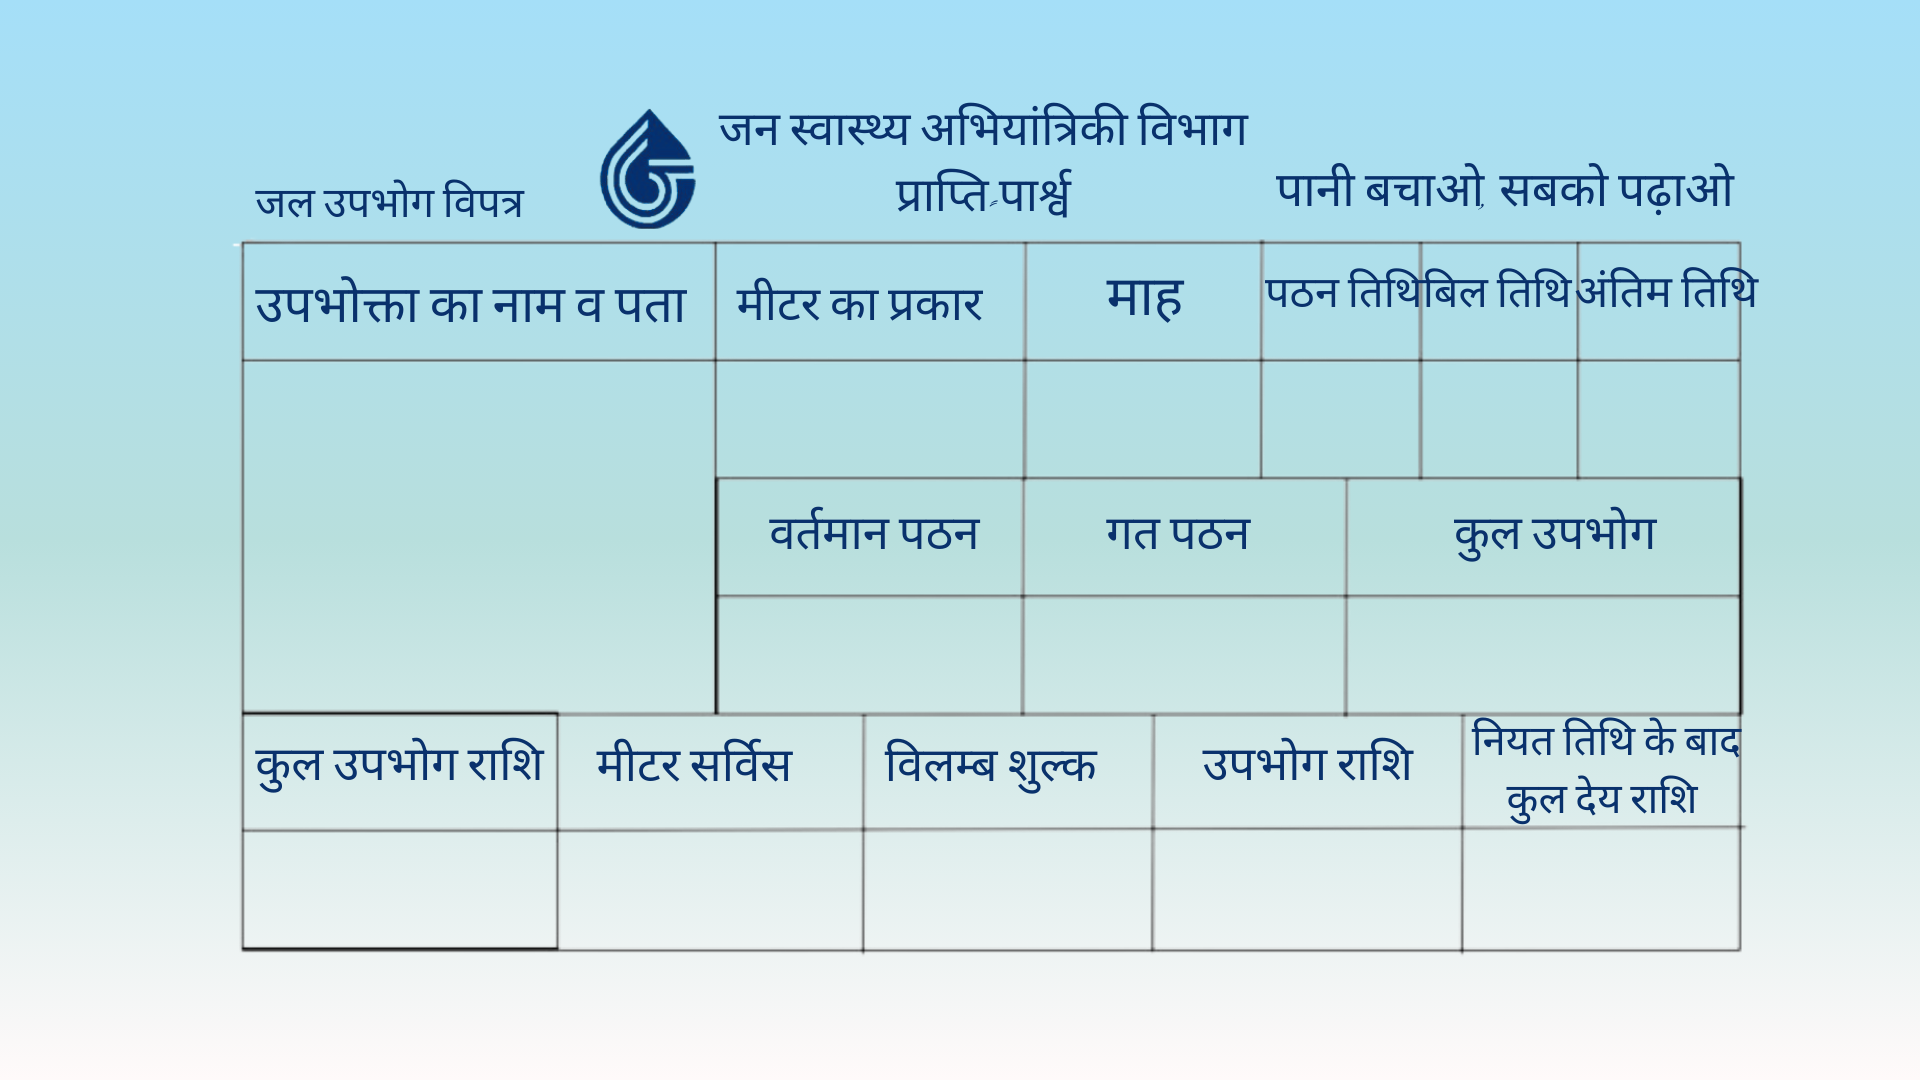 जन स्वास्थ्य अभियांत्रिकी विभाग
जल उपभोग विपत्र
प्राप्ति-पार्श्व
पानी बचाओ, सबको पढ़ाओ
उपभोक्ता का नाम व पता
मीटर का प्रकार
माह
पठन तिथि
बिल तिथि
अंतिम तिथि
वर्तमान पठन
गत पठन
कुल उपभोग
कुल उपभोग राशि
मीटर सर्विस
विलम्ब शुल्क
उपभोग राशि
नियत तिथि के बाद
कुल देय राशि